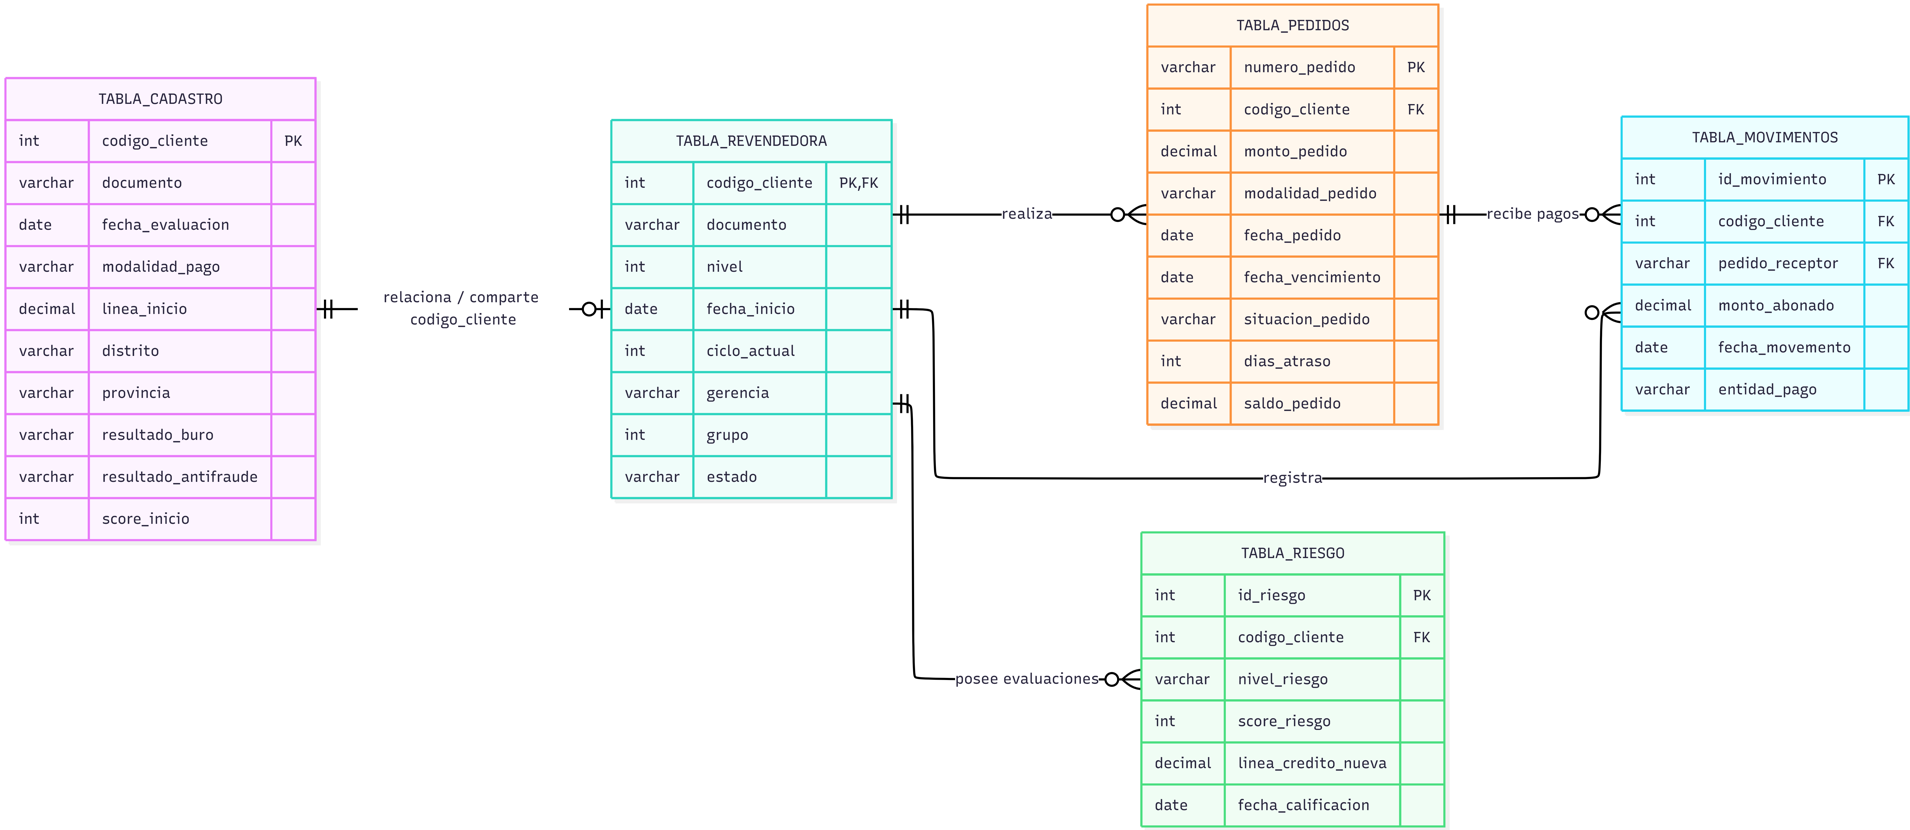 TABLA_CADASTRO
int codigo_cliente PK
varchar documento
date fecha_evaluacion
varchar modalidad_pago
decimal linea_inicio
varchar distrito
varchar provincia
varchar resultado_buro
varchar resultado_antifraude
int score_inicio
relaciona / comparte
codigo_cliente
TABLA_REVENDEDORA
int codigo_cliente PK,FK
varchar documento
int nivel
date fecha_inicio
int ciclo_actual
varchar gerencia
int grupo
varchar estado
realiza
TABLA_PEDIDOS
varchar numero_pedido PK
int codigo_cliente FK
decimal monto_pedido
varchar modalidad_pedido
date fecha_pedido
date fecha_vencimiento
varchar situacion_pedido
int dias_atraso
decimal saldo_pedido
recibe pagos
TABLA_MOVIMENTOS
int id_movimiento PK
int codigo_cliente FK
varchar pedido_receptor FK
decimal monto_abonado
date fecha_movemento
varchar entidad_pago
registra
posee evaluaciones
TABLA_RIESGO
int id_riesgo PK
int codigo_cliente FK
varchar nivel_riesgo
int score_riesgo
decimal linea_credito_nueva
date fecha_calificacion